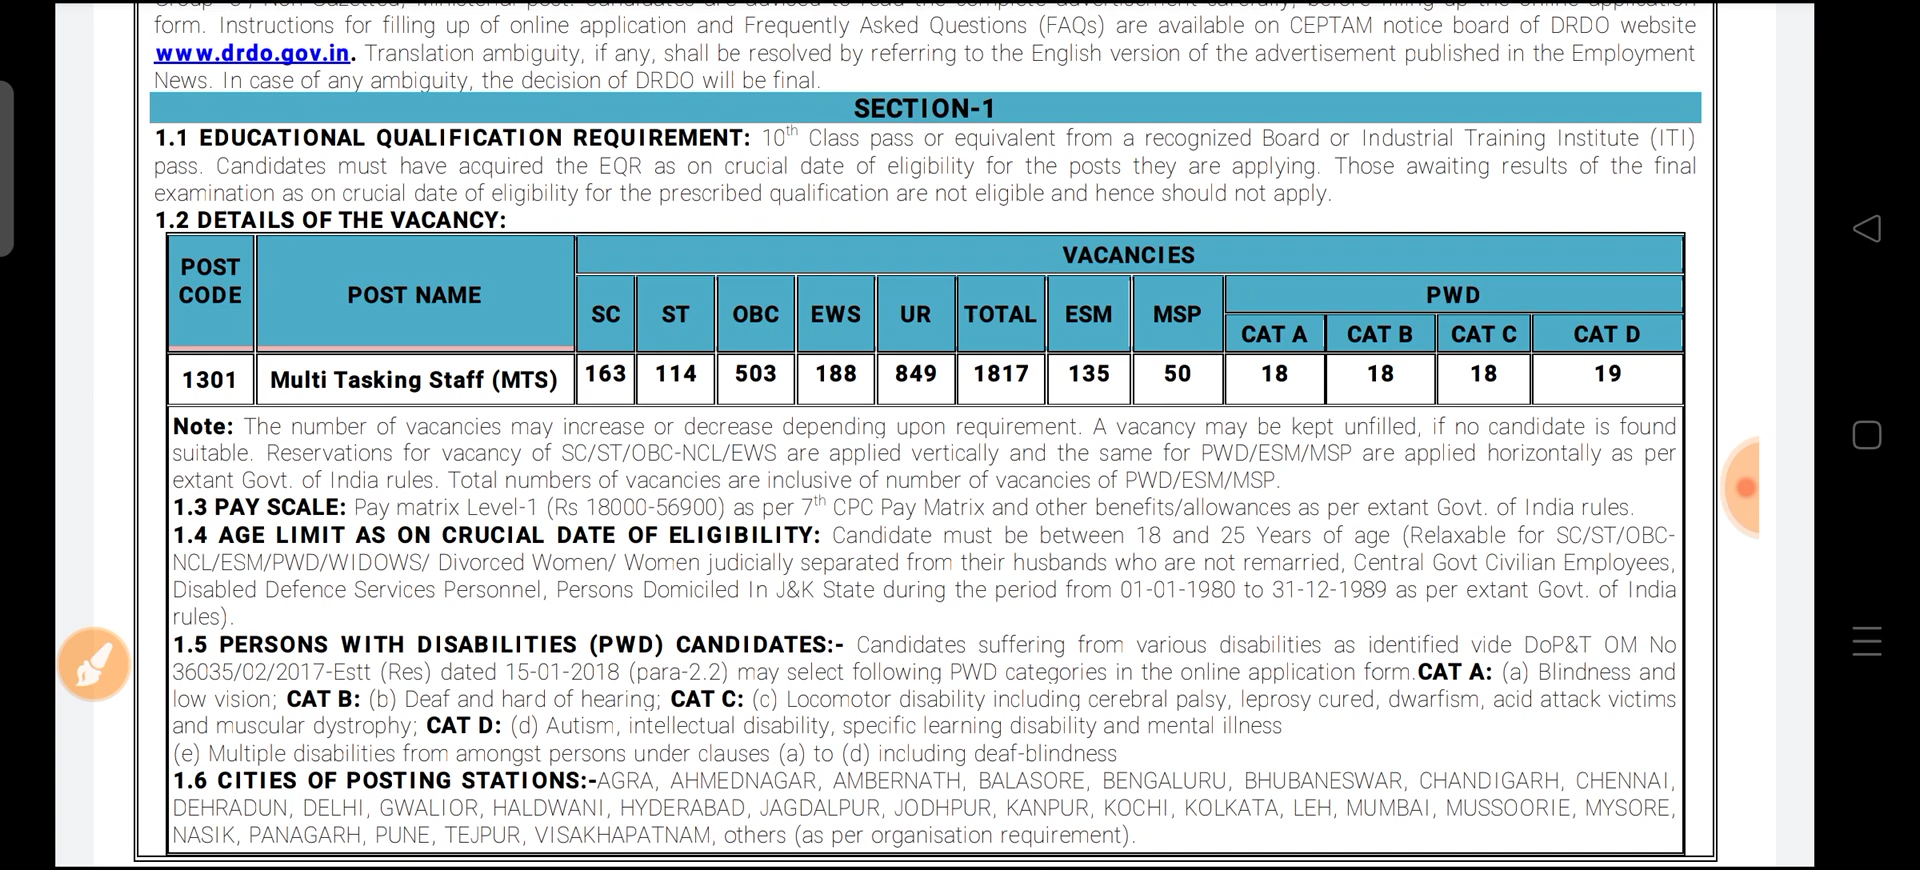 form. Instructions for filling up of online application and Frequently Asked Questions (FAQs) are available on CEPTAM notice board of DRDO website
www.drdo.gov.in. Translation ambiguity, if any, shall be resolved by referring to the English version of the advertisement published in the Employment
News. In case of any ambiguity, the decision of DRDO will be final.
SECTION-1
1.1 EDUCATIONAL QUALIFICATION REQUIREMENT: 10th Class pass or equivalent from a recognized Board or Industrial Training Institute (ITI)
pass. Candidates must have acquired the EQR as on crucial date of eligibility for the posts they are applying. Those awaiting results of the final
examination as on crucial date of eligibility for the prescribed qualification are not eligible and hence should not apply.
1.2 DETAILS OF THE VACANCY:
POST CODE POST NAME VACANCIES
SC ST OBC EWS UR TOTAL ESM MSP PWD
CAT A CAT B CAT C CAT D
1301 Multi Tasking Staff (MTS) 163 114 503 188 849 1817 135 50 18 18 18 19
Note: The number of vacancies may increase or decrease depending upon requirement. A vacancy may be kept unfilled, if no candidate is found
suitable. Reservations for vacancy of SC/ST/OBC-NCL/EWS are applied vertically and the same for PWD/ESM/MSP are applied horizontally as per
extant Govt. of India rules. Total numbers of vacancies are inclusive of number of vacancies of PWD/ESM/MSP.
1.3 PAY SCALE: Pay matrix Level-1 (Rs 18000-56900) as per 7th CPC Pay Matrix and other benefits/allowances as per extant Govt. of India rules.
1.4 AGE LIMIT AS ON CRUCIAL DATE OF ELIGIBILITY: Candidate must be between 18 and 25 Years of age (Relaxable for SC/ST/OBC-
NCL/ESM/PWD/WIDOWS/ Divorced Women/ Women judicially separated from their husbands who are not remarried, Central Govt Civilian Employees,
Disabled Defence Services Personnel, Persons Domiciled In J&K State during the period from 01-01-1980 to 31-12-1989 as per extant Govt. of India
rules).
1.5 PERSONS WITH DISABILITIES (PWD) CANDIDATES:- Candidates suffering from various disabilities as identified vide DoP&T OM No
36035/02/2017-Estt (Res) dated 15-01-2018 (para-2.2) may select following PWD categories in the online application form.CAT A: (a) Blindness and
low vision; CAT B: (b) Deaf and hard of hearing; CAT C: (c) Locomotor disability including cerebral palsy, leprosy cured, dwarfism, acid attack victims
and muscular dystrophy; CAT D: (d) Autism, intellectual disability, specific learning disability and mental illness
(e) Multiple disabilities from amongst persons under clauses (a) to (d) including deaf-blindness
1.6 CITIES OF POSTING STATIONS:-AGRA, AHMEDNAGAR, AMBERNATH, BALASORE, BENGALURU, BHUBANESWAR, CHANDIGARH, CHENNAI,
DEHRADUN, DELHI, GWALIOR, HALDWANI, HYDERABAD, JAGDALPUR, JODHPUR, KANPUR, KOCHI, KOLKATA, LEH, MUMBAI, MUSSOORIE, MYSORE,
NASIK, PANAGARH, PUNE, TEJPUR, VISAKHAPATNAM, others (as per organisation requirement).